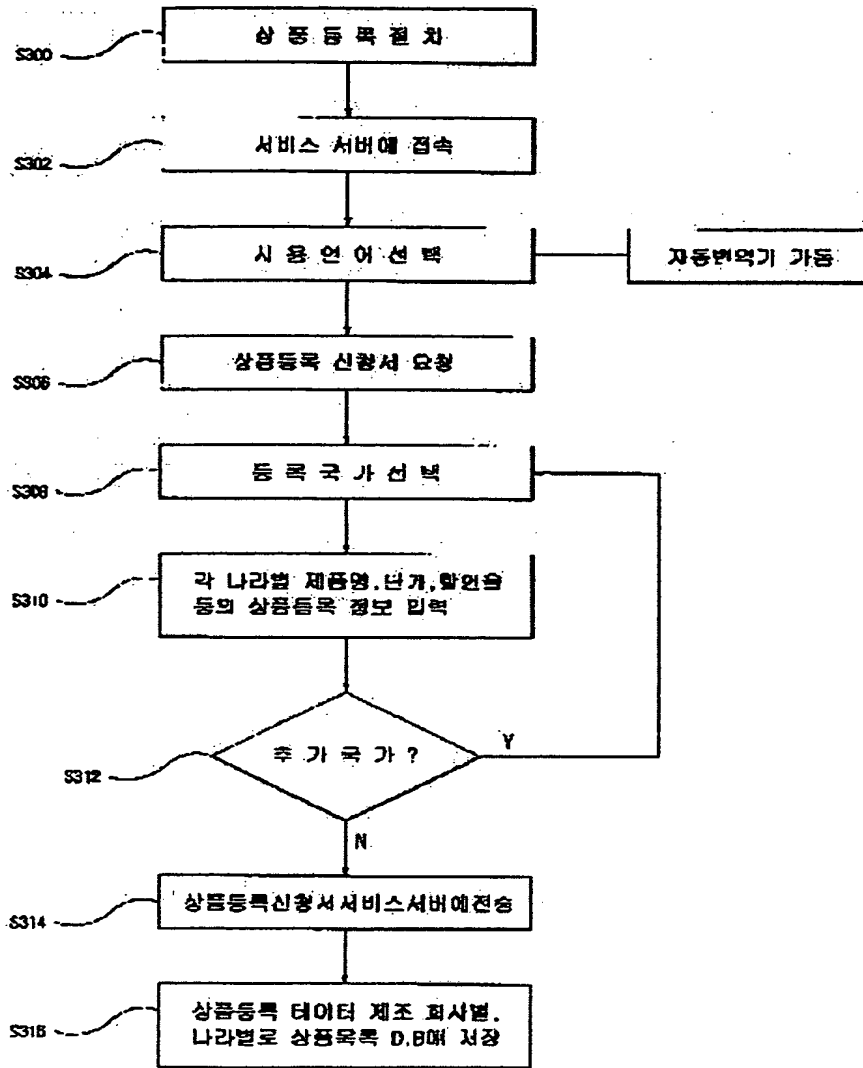 S300
상 품 등 록 절 차
S302
서비스 서버에 접속
S304
사 용 언 어 선 택
자동번역기 가동
S306
상품등록 신청서 요청
S308
등 록 국 가 선 택
S310
각 나라별 제품명,단가,할인율
등의 상품등록 정보 입력
S312
추 가 국 가 ?
Y
N
S314
상품등록신청서서비스서버에전송
S316
상품등록 데이터 제조 회사별,
나라별로 상품목록 D.B에 저장